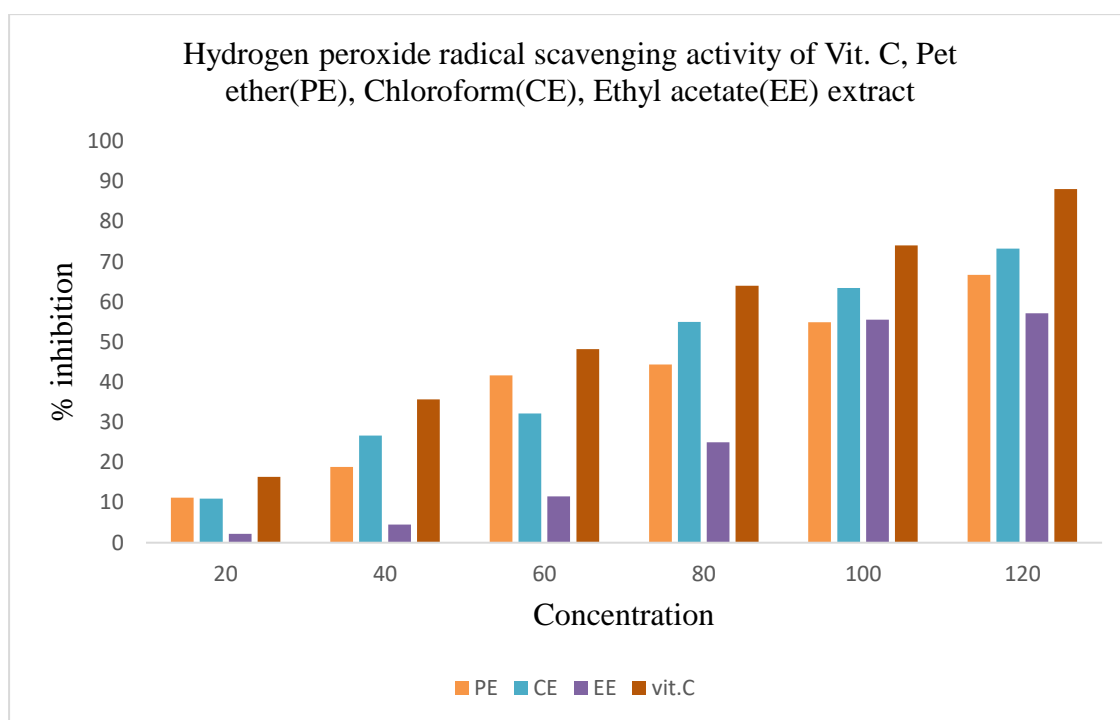 Hydrogen peroxide radical scavenging activity of Vit. C, Pet
ether(PE), Chloroform(CE), Ethyl acetate(EE) extract
100
90
80
70
60
50
40
30
20
10
0
% inhibition
20 40 60 80 100 120
Concentration
PE CE EE vit.C